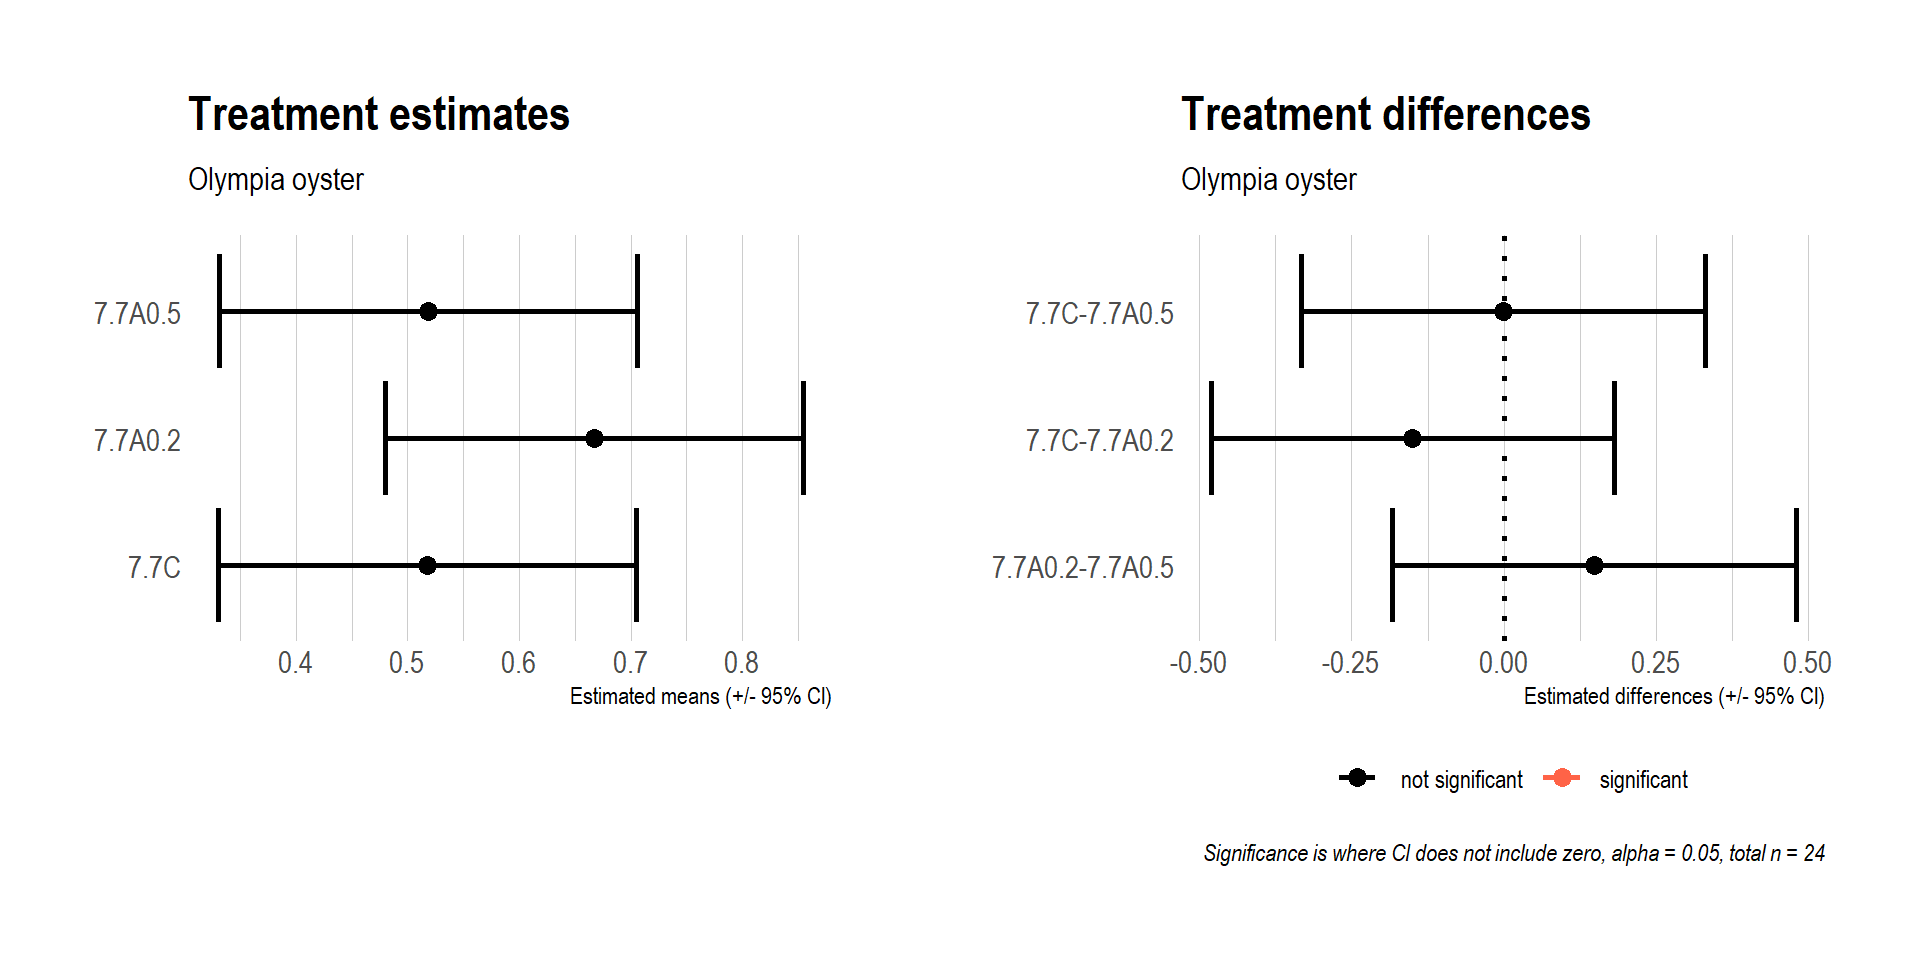 Treatment estimates
Olympia oyster
7.7A0.5
7.7A0.2
7.7C
0.4 0.5 0.6 0.7 0.8
Estimated means (+/- 95% CI)
Treatment differences
Olympia oyster
7.7C-7.7A0.5
7.7C-7.7A0.2
7.7A0.2-7.7A0.5
-0.50 -0.25 0.00 0.25 0.50
Estimated differences (+/- 95% CI)
not significant significant
Significance is where CI does not include zero, alpha = 0.05, total n = 24